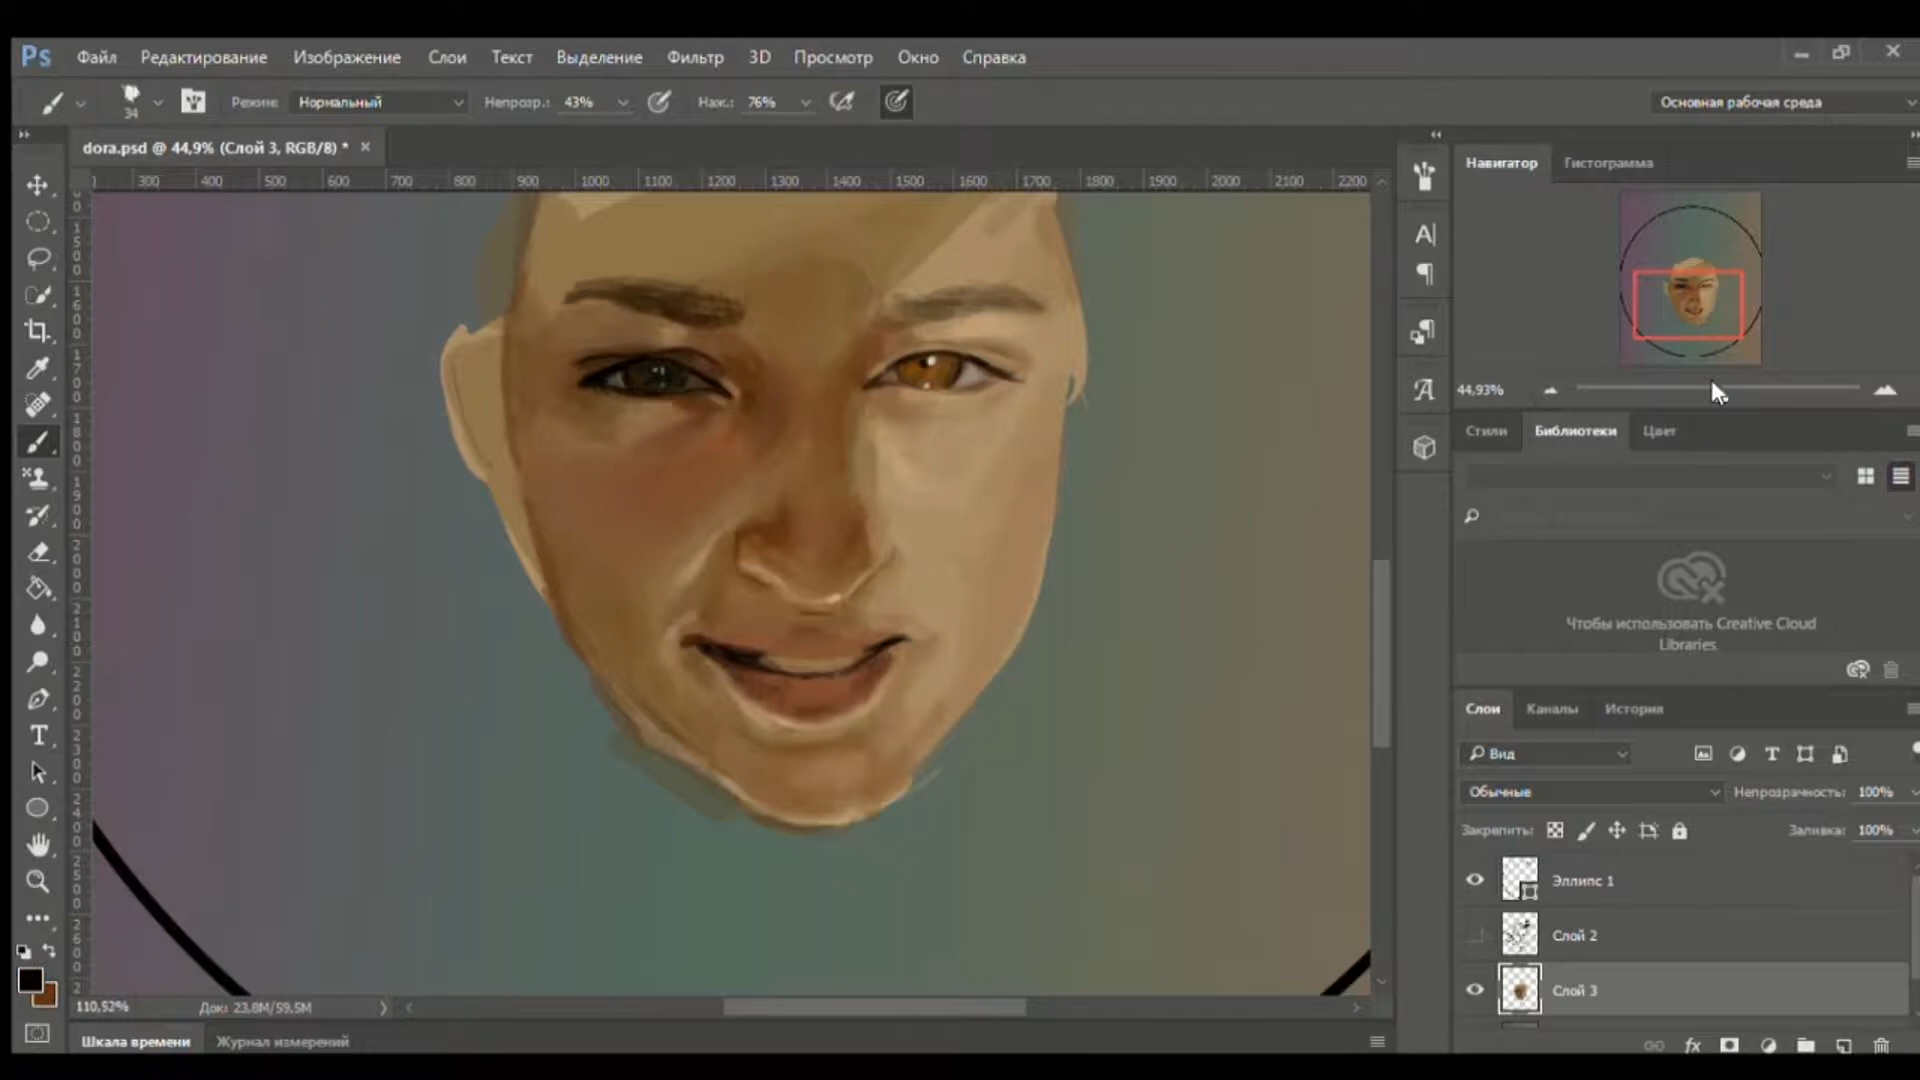 Ps Файл Редактирование Изображение Слои Текст Выделение Фильтр 3D Просмотр Окно Справка
34 Режим: Нормальный Непрозр.: 43% Наж.: 76% Основная рабочая среда
dora.psd @ 44,9% (Слой 3, RGB/8) *
300 400 500 600 700 800 900 1000 1100 1200 1300 1400 1500 1600 1700 1800 1900 2000 2100 2200
Навигатор Гистограмма
44,93%
Стили Библиотеки Цвет
Чтобы использовать Creative Cloud
Libraries,
Слои Каналы История
Вид
Обычные Непрозрачность: 100%
Закрепить: Заливка: 100%
Эллипс 1
Слой 2
Слой 3
fx
110,52% Док: 23,8M/59,5M
Шкала времени Журнал измерений